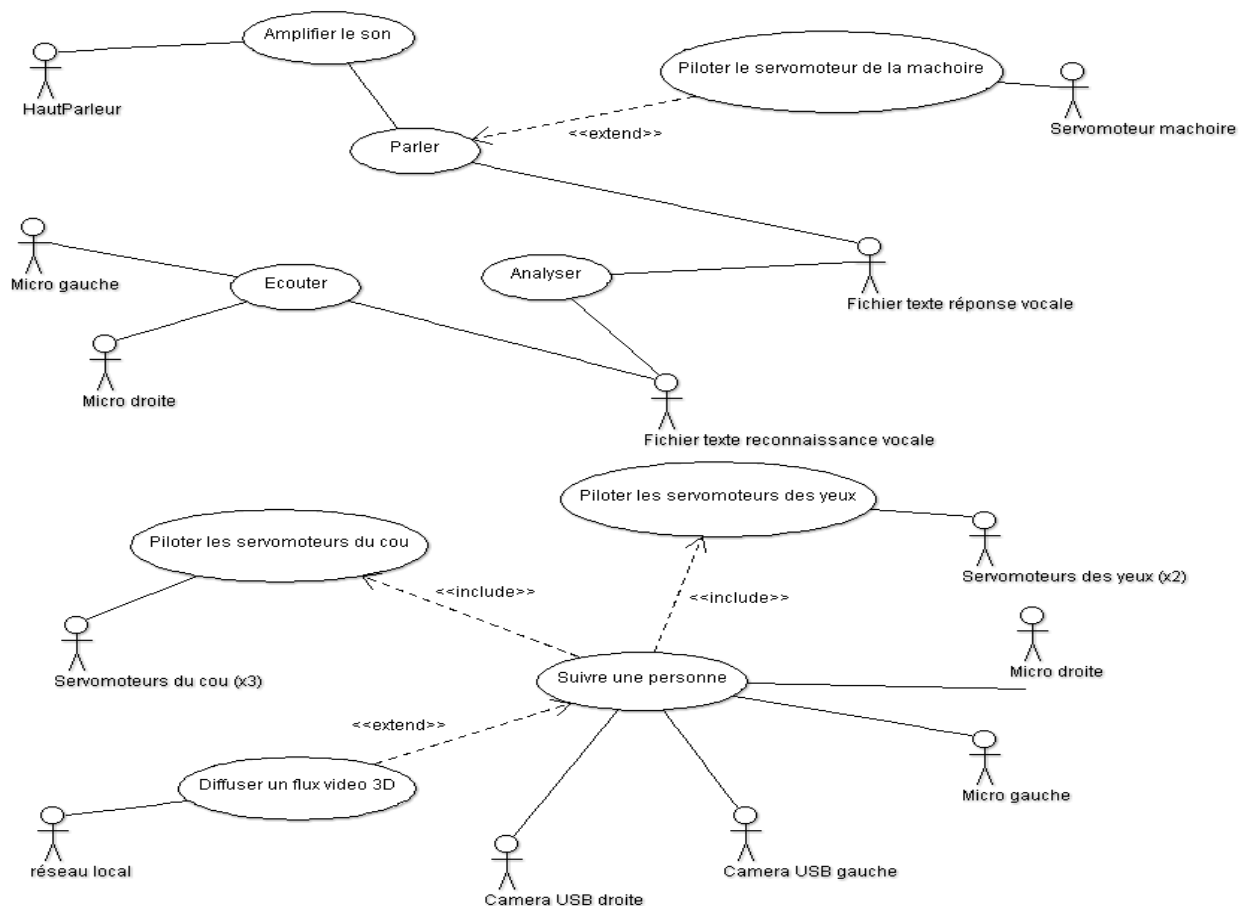 Amplifier le son
HautParleur
Piloter le servomoteur de la machoire
Servomoteur machoire
<<extend>>
Parler
Micro gauche
Ecouter
Analyser
Fichier texte réponse vocale
Micro droite
Fichier texte reconnaissance vocale
Piloter les servomoteurs des yeux
Piloter les servomoteurs du cou
Servomoteurs des yeux (x2)
<<include>>
<<include>>
Micro droite
Servomoteurs du cou (x3)
Suivre une personne
<<extend>>
Diffuser un flux video 3D
Micro gauche
réseau local
Camera USB gauche
Camera USB droite